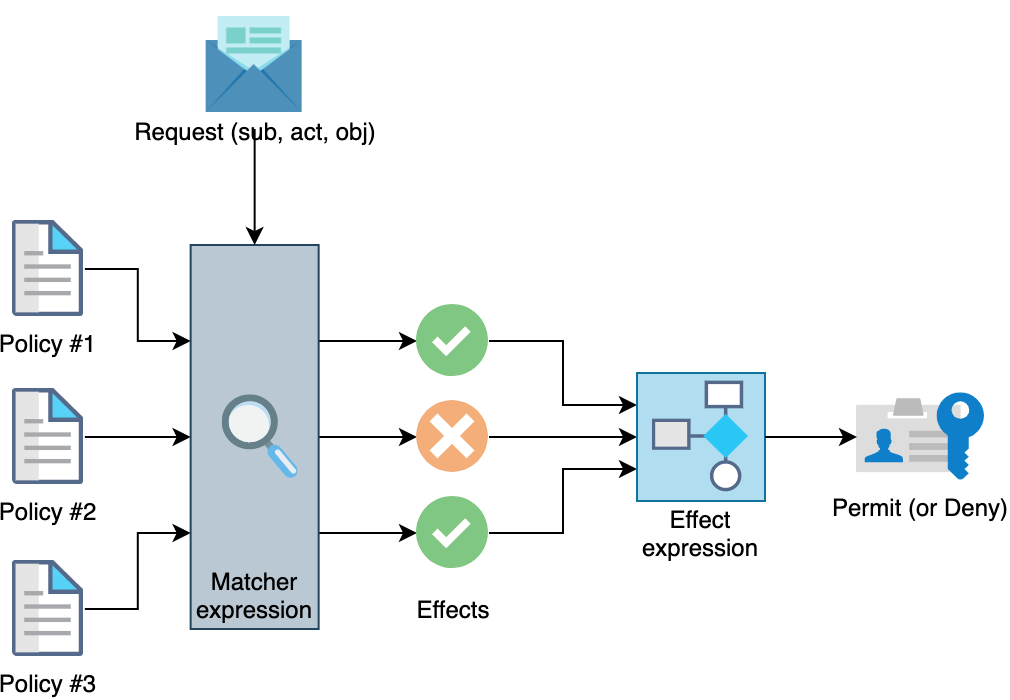 Request (sub, act, obj)
Policy #1
Policy #2
Policy #3
Matcher
expression
Effects
Effect
expression
Permit (or Deny)